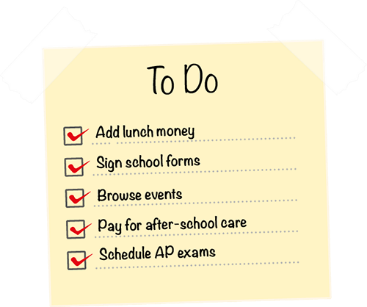 To Do
Add lunch money
Sign school forms
Browse events
Pay for after-school care
Schedule AP exams